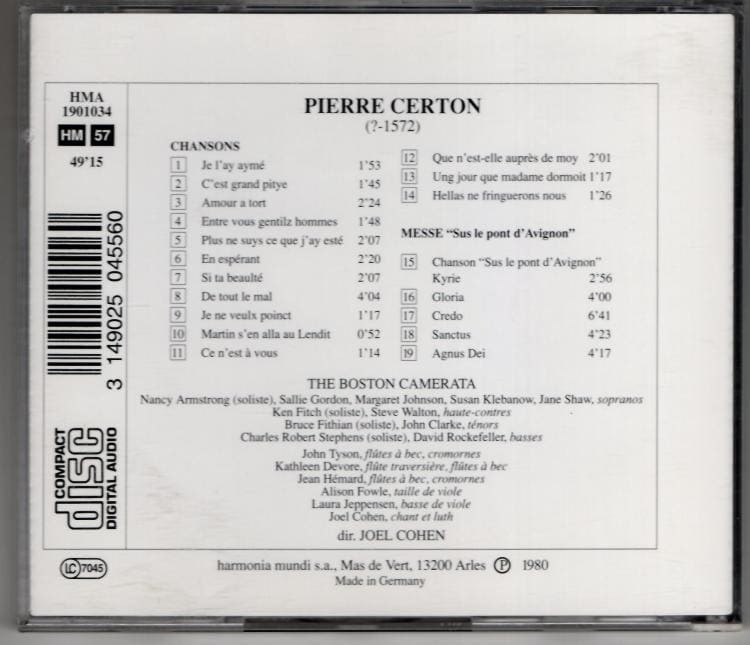 HMA
1901034
HM 57
49'15
3 149025 045560
COMPACT
disc
DIGITAL AUDIO
LC 7045
PIERRE CERTON
(?-1572)
CHANSONS
1 Je l'ay aymé 1'53
2 C'est grand pitye 1'45
3 Amour a tort 2'24
4 Entre vous gentilz hommes 1'48
5 Plus ne suys ce que j'ay esté 2'07
6 En espérant 2'20
7 Si ta beaulté 2'07
8 De tout le mal 4'04
9 Je ne veulx poinct 1'17
10 Martin s'en alla au Lendit 0'52
11 Ce n'est à vous 1'14
12 Que n'est-elle auprès de moy 2'01
13 Ung jour que madame dormoit 1'17
14 Hellas ne fringuerons nous 1'26
MESSE “Sus le pont d'Avignon”
15 Chanson “Sus le pont d'Avignon”
Kyrie 2'56
16 Gloria 4'00
17 Credo 6'41
18 Sanctus 4'23
19 Agnus Dei 4'17
THE BOSTON CAMERATA
Nancy Armstrong (soliste), Sallie Gordon, Margaret Johnson, Susan Klebanow, Jane Shaw, sopranos
Ken Fitch (soliste), Steve Walton, haute-contres
Bruce Fithian (soliste), John Clarke, ténors
Charles Robert Stephens (soliste), David Rockefeller, basses
John Tyson, flûtes à bec, cromornes
Kathleen Devore, flûte traversière, flûtes à bec
Jean Hémard, flûtes à bec, cromornes
Alison Fowle, taille de viole
Laura Jeppensen, basse de viole
Joel Cohen, chant et luth
dir. JOEL COHEN
harmonia mundi s.a., Mas de Vert, 13200 Arles Ⓟ 1980
Made in Germany